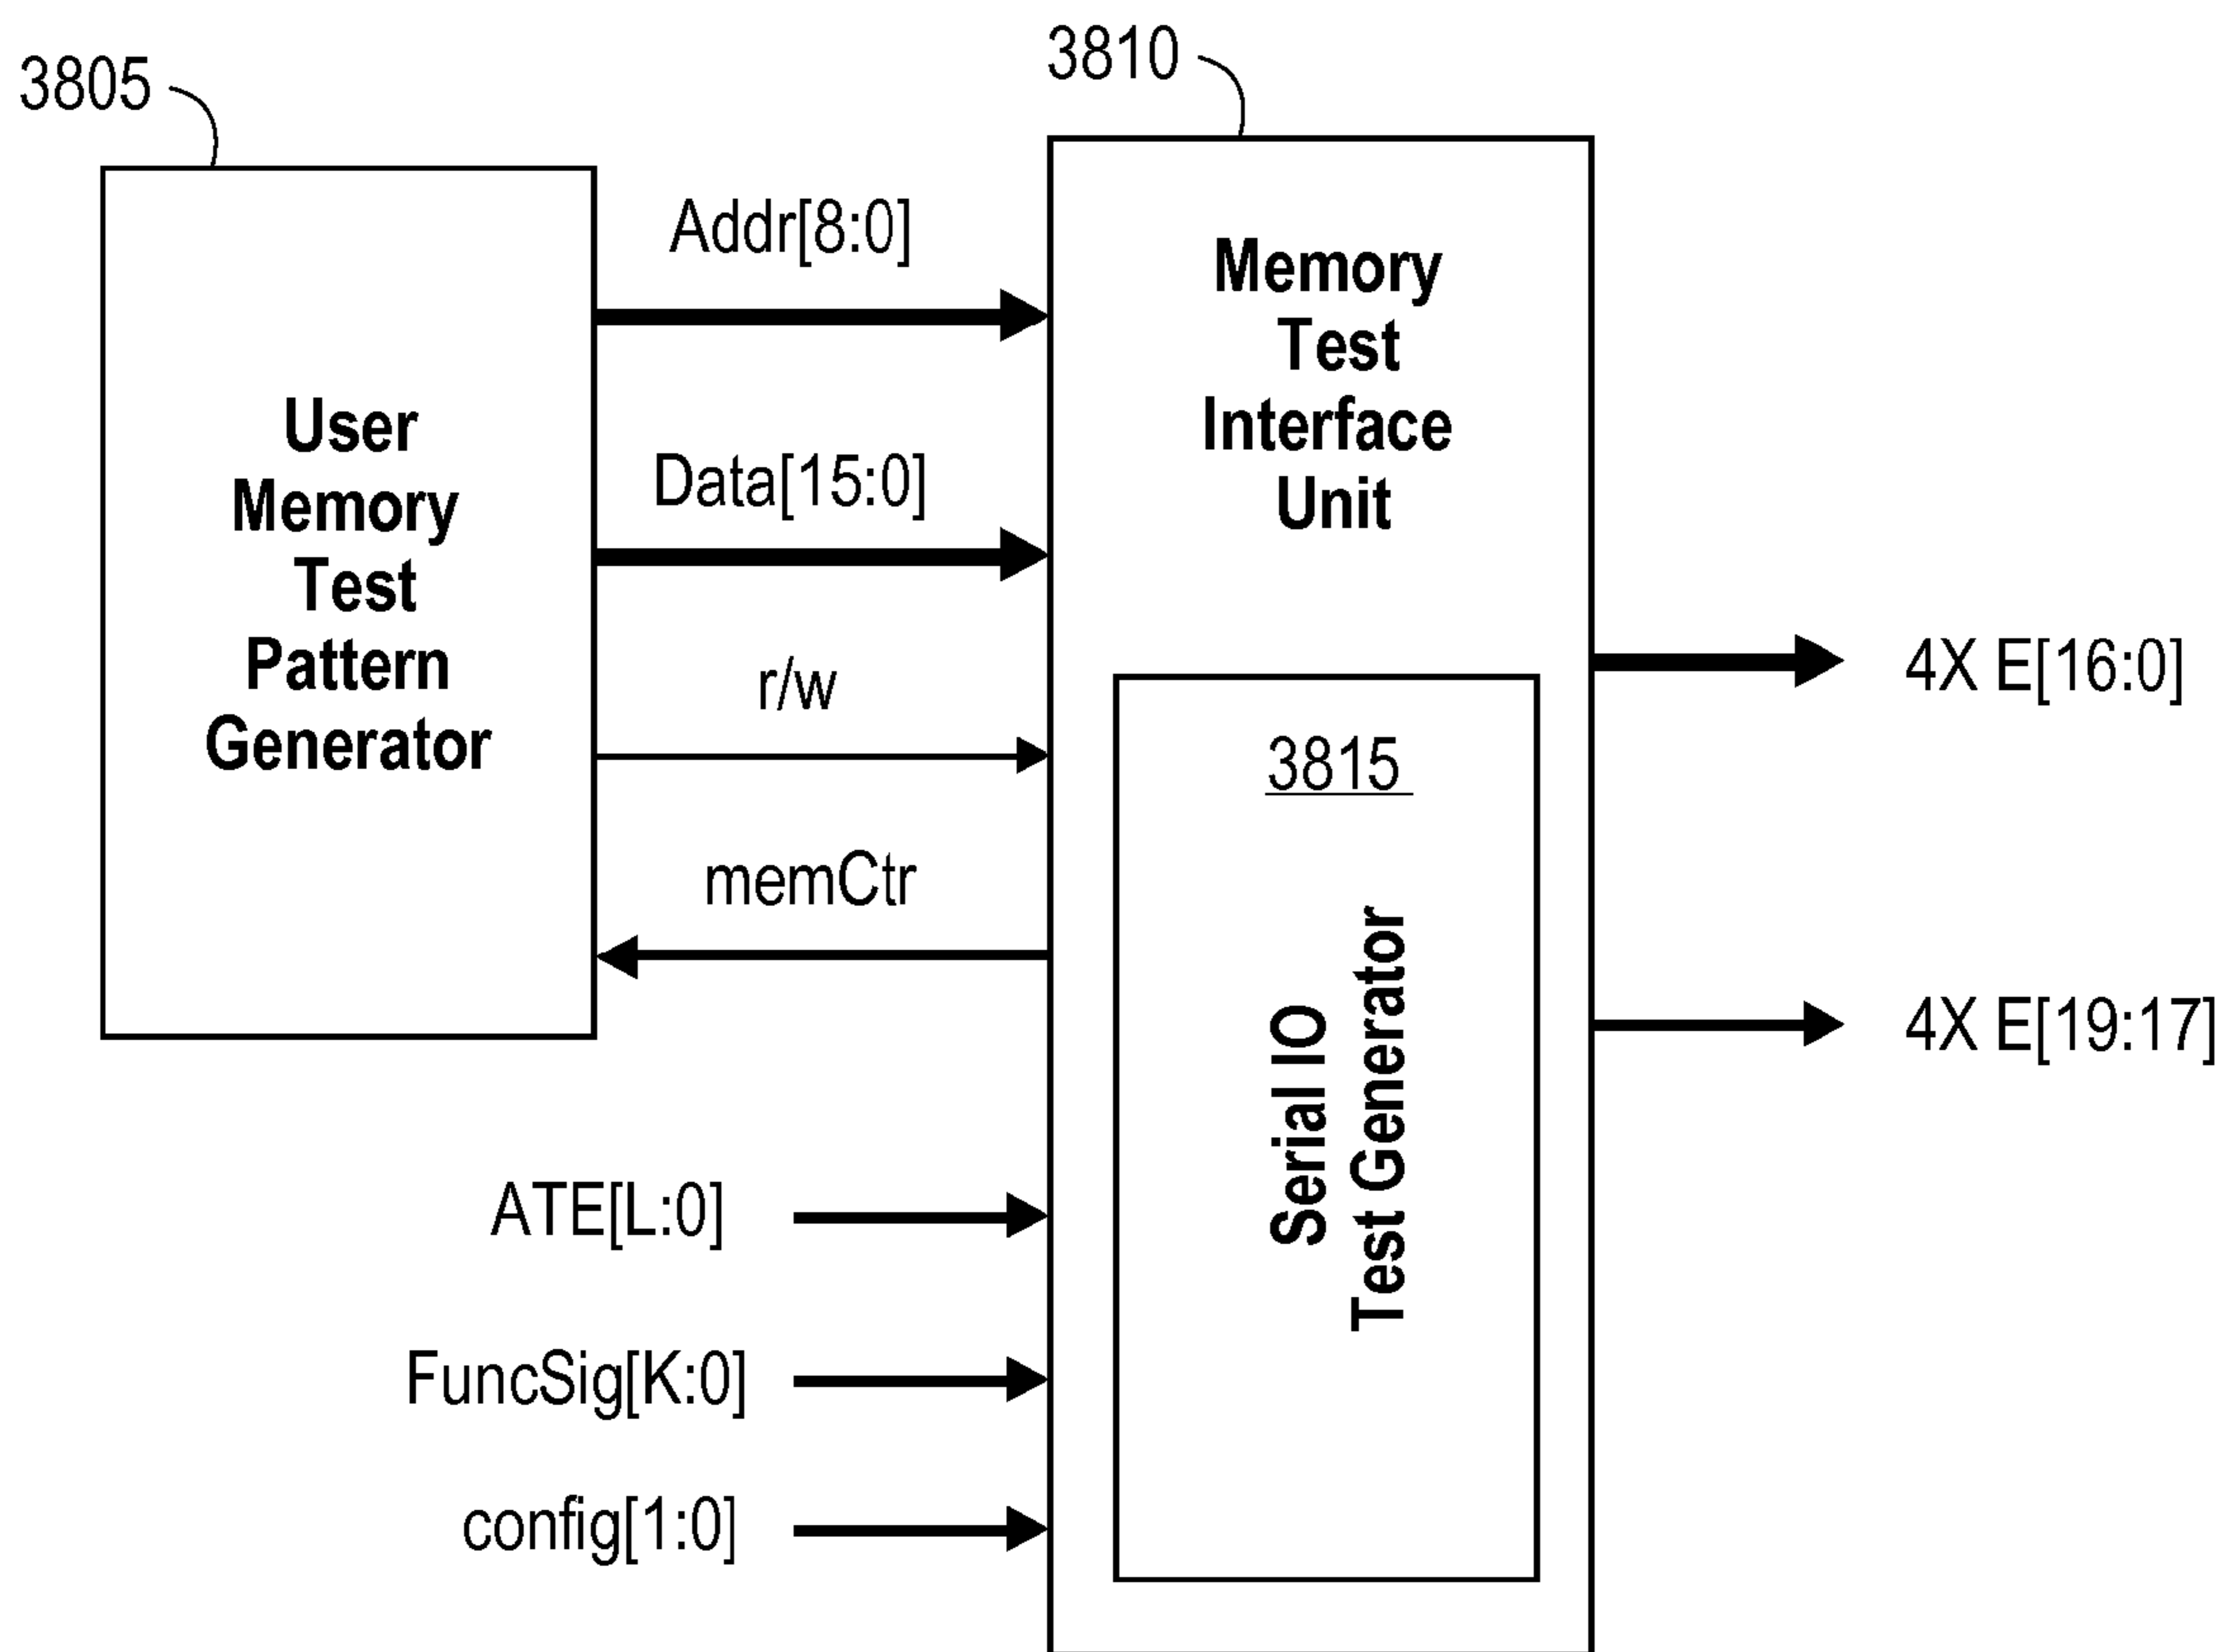 3805
3810
User
Memory
Test
Pattern
Generator
Addr[8:0]
Data[15:0]
r/w
memCtr
Memory
Test
Interface
Unit
3815
Serial IO
Test Generator
4X E[16:0]
4X E[19:17]
ATE[L:0]
FuncSig[K:0]
config[1:0]